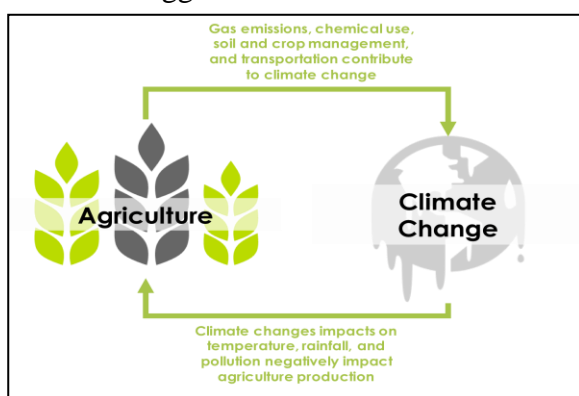 Gas emissions, chemical use,
soil and crop management,
and transportation contribute
to climate change
Agriculture
Climate
Change
Climate changes impacts on
temperature, rainfall, and
pollution negatively impact
agriculture production